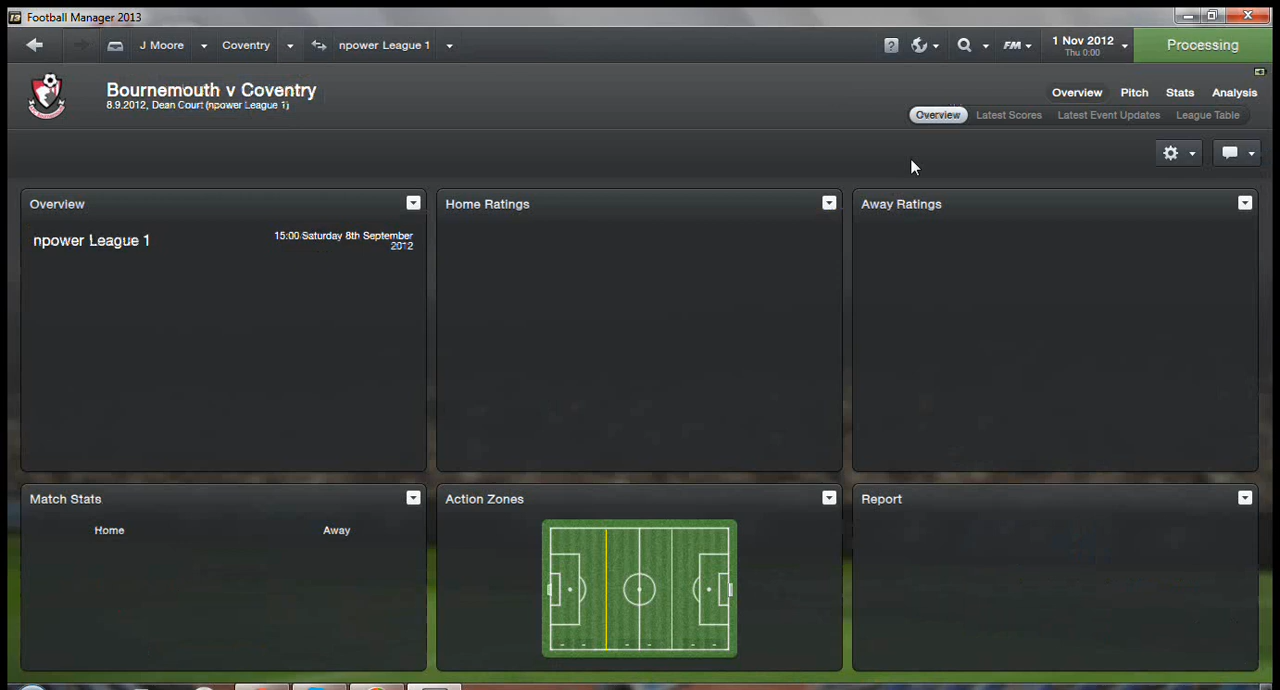 Football Manager 2013
J Moore
Coventry
npower League 1
?
FM
1 Nov 2012
Thu 0:00
Processing
Bournemouth v Coventry
8.9.2012, Dean Court (npower League 1)
Overview Pitch Stats Analysis
Overview Latest Scores Latest Event Updates League Table
Overview
npower League 1
15:00 Saturday 8th September
2012
Home Ratings
Away Ratings
Match Stats
Home Away
Action Zones
Report